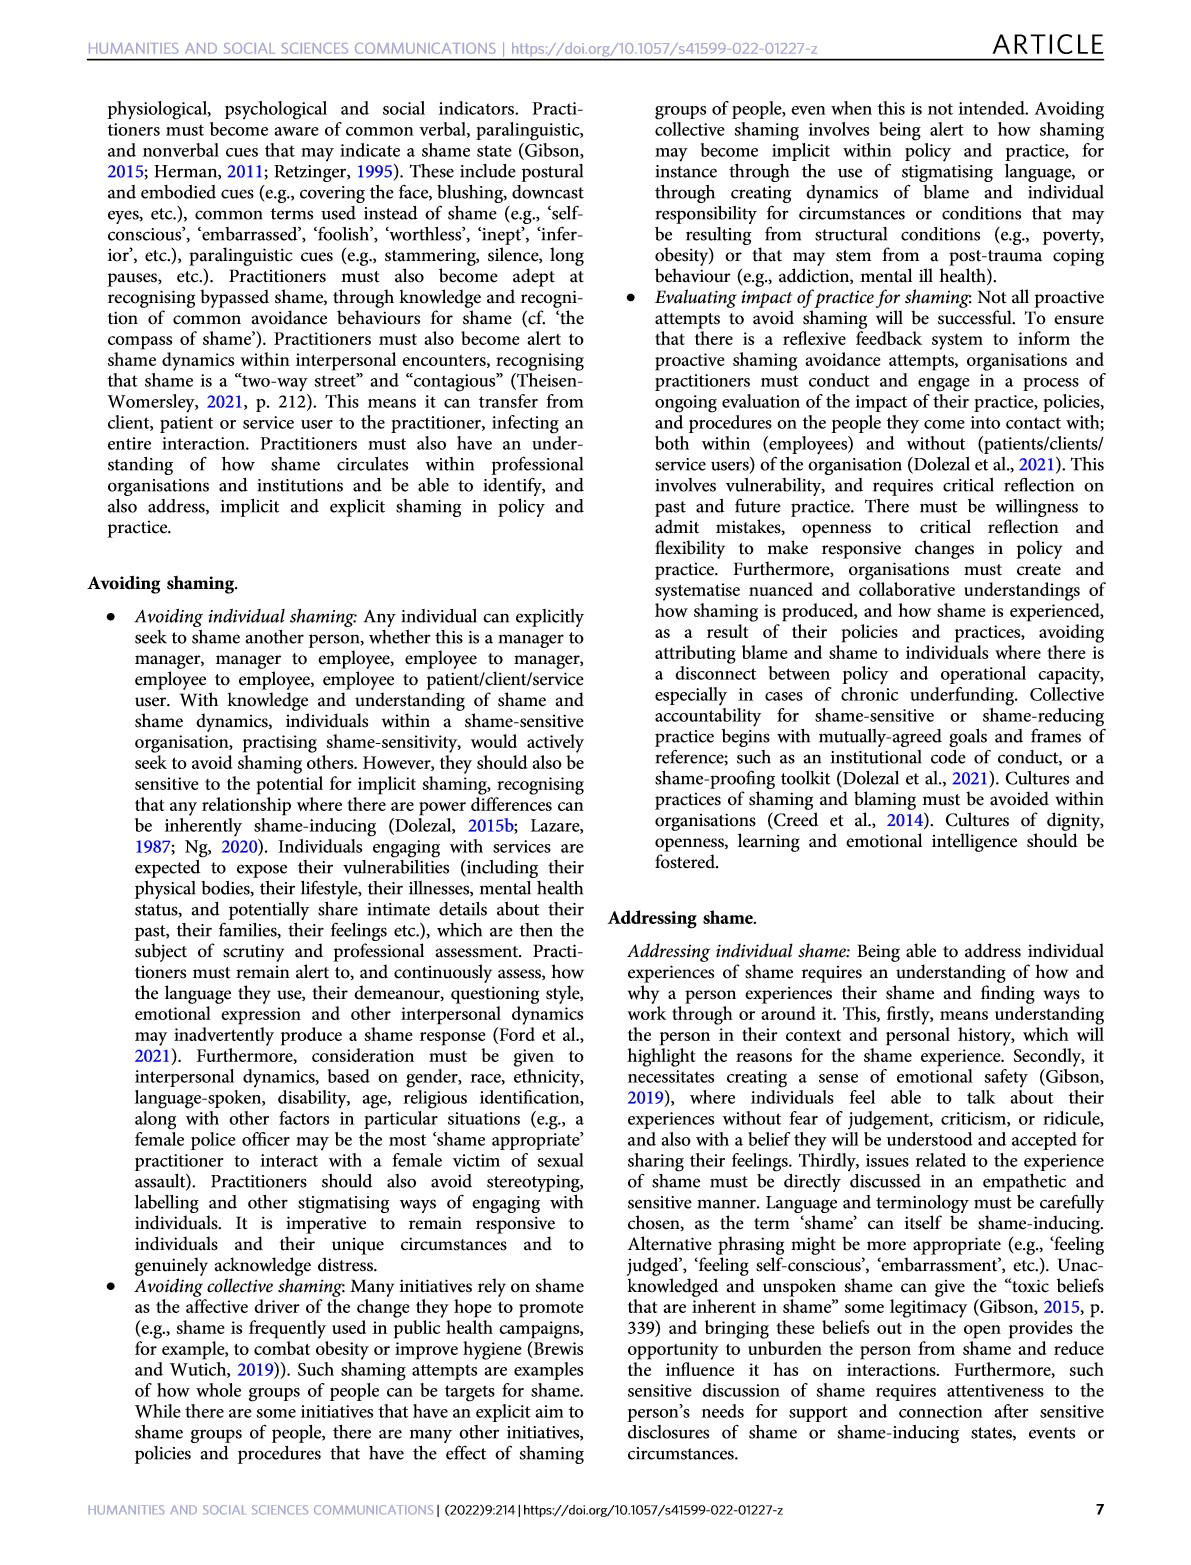 HUMANITIES AND SOCIAL SCIENCES COMMUNICATIONS | https://doi.org/10.1057/s41599-022-01227-z
ARTICLE
physiological, psychological and social indicators. Practi-
tioners must become aware of common verbal, paralinguistic,
and nonverbal cues that may indicate a shame state (Gibson,
2015; Herman, 2011; Retzinger, 1995). These include postural
and embodied cues (e.g., covering the face, blushing, downcast
eyes, etc.), common terms used instead of shame (e.g., ‘self-
conscious’, ‘embarrassed’, ‘foolish’, ‘worthless’, ‘inept’, ‘infer-
ior’, etc.), paralinguistic cues (e.g., stammering, silence, long
pauses, etc.). Practitioners must also become adept at
recognising bypassed shame, through knowledge and recogni-
tion of common avoidance behaviours for shame (cf. ‘the
compass of shame’). Practitioners must also become alert to
shame dynamics within interpersonal encounters, recognising
that shame is a “two-way street” and “contagious” (Theisen-
Womersley, 2021, p. 212). This means it can transfer from
client, patient or service user to the practitioner, infecting an
entire interaction. Practitioners must also have an under-
standing of how shame circulates within professional
organisations and institutions and be able to identify, and
also address, implicit and explicit shaming in policy and
practice.
Avoiding shaming.
● Avoiding individual shaming: Any individual can explicitly
seek to shame another person, whether this is a manager to
manager, manager to employee, employee to manager,
employee to employee, employee to patient/client/service
user. With knowledge and understanding of shame and
shame dynamics, individuals within a shame-sensitive
organisation, practising shame-sensitivity, would actively
seek to avoid shaming others. However, they should also be
sensitive to the potential for implicit shaming, recognising
that any relationship where there are power differences can
be inherently shame-inducing (Dolezal, 2015b; Lazare,
1987; Ng, 2020). Individuals engaging with services are
expected to expose their vulnerabilities (including their
physical bodies, their lifestyle, their illnesses, mental health
status, and potentially share intimate details about their
past, their families, their feelings etc.), which are then the
subject of scrutiny and professional assessment. Practi-
tioners must remain alert to, and continuously assess, how
the language they use, their demeanour, questioning style,
emotional expression and other interpersonal dynamics
may inadvertently produce a shame response (Ford et al.,
2021). Furthermore, consideration must be given to
interpersonal dynamics, based on gender, race, ethnicity,
language-spoken, disability, age, religious identification,
along with other factors in particular situations (e.g., a
female police officer may be the most ‘shame appropriate’
practitioner to interact with a female victim of sexual
assault). Practitioners should also avoid stereotyping,
labelling and other stigmatising ways of engaging with
individuals. It is imperative to remain responsive to
individuals and their unique circumstances and to
genuinely acknowledge distress.
● Avoiding collective shaming: Many initiatives rely on shame
as the affective driver of the change they hope to promote
(e.g., shame is frequently used in public health campaigns,
for example, to combat obesity or improve hygiene (Brewis
and Wutich, 2019)). Such shaming attempts are examples
of how whole groups of people can be targets for shame.
While there are some initiatives that have an explicit aim to
shame groups of people, there are many other initiatives,
policies and procedures that have the effect of shaming
groups of people, even when this is not intended. Avoiding
collective shaming involves being alert to how shaming
may become implicit within policy and practice, for
instance through the use of stigmatising language, or
through creating dynamics of blame and individual
responsibility for circumstances or conditions that may
be resulting from structural conditions (e.g., poverty,
obesity) or that may stem from a post-trauma coping
behaviour (e.g., addiction, mental ill health).
● Evaluating impact of practice for shaming: Not all proactive
attempts to avoid shaming will be successful. To ensure
that there is a reflexive feedback system to inform the
proactive shaming avoidance attempts, organisations and
practitioners must conduct and engage in a process of
ongoing evaluation of the impact of their practice, policies,
and procedures on the people they come into contact with;
both within (employees) and without (patients/clients/
service users) of the organisation (Dolezal et al., 2021). This
involves vulnerability, and requires critical reflection on
past and future practice. There must be willingness to
admit mistakes, openness to critical reflection and
flexibility to make responsive changes in policy and
practice. Furthermore, organisations must create and
systematise nuanced and collaborative understandings of
how shaming is produced, and how shame is experienced,
as a result of their policies and practices, avoiding
attributing blame and shame to individuals where there is
a disconnect between policy and operational capacity,
especially in cases of chronic underfunding. Collective
accountability for shame-sensitive or shame-reducing
practice begins with mutually-agreed goals and frames of
reference; such as an institutional code of conduct, or a
shame-proofing toolkit (Dolezal et al., 2021). Cultures and
practices of shaming and blaming must be avoided within
organisations (Creed et al., 2014). Cultures of dignity,
openness, learning and emotional intelligence should be
fostered.
Addressing shame.
Addressing individual shame: Being able to address individual
experiences of shame requires an understanding of how and
why a person experiences their shame and finding ways to
work through or around it. This, firstly, means understanding
the person in their context and personal history, which will
highlight the reasons for the shame experience. Secondly, it
necessitates creating a sense of emotional safety (Gibson,
2019), where individuals feel able to talk about their
experiences without fear of judgement, criticism, or ridicule,
and also with a belief they will be understood and accepted for
sharing their feelings. Thirdly, issues related to the experience
of shame must be directly discussed in an empathetic and
sensitive manner. Language and terminology must be carefully
chosen, as the term ‘shame’ can itself be shame-inducing.
Alternative phrasing might be more appropriate (e.g., ‘feeling
judged’, ‘feeling self-conscious’, ‘embarrassment’, etc.). Unac-
knowledged and unspoken shame can give the “toxic beliefs
that are inherent in shame” some legitimacy (Gibson, 2015, p.
339) and bringing these beliefs out in the open provides the
opportunity to unburden the person from shame and reduce
the influence it has on interactions. Furthermore, such
sensitive discussion of shame requires attentiveness to the
person’s needs for support and connection after sensitive
disclosures of shame or shame-inducing states, events or
circumstances.
HUMANITIES AND SOCIAL SCIENCES COMMUNICATIONS | (2022)9:214 | https://doi.org/10.1057/s41599-022-01227-z
7